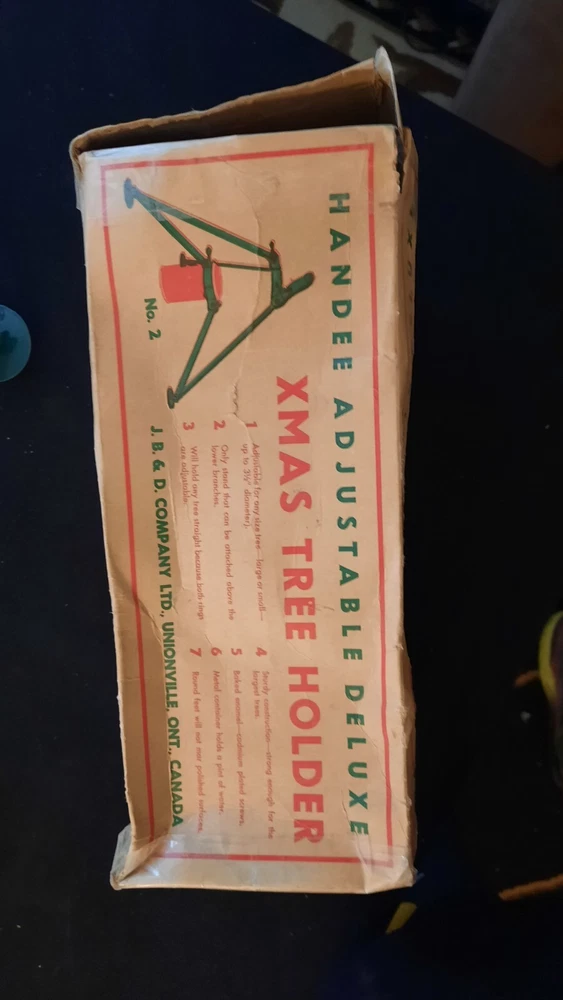 HANDEE ADJUSTABLE DELUXE
XMAS TREE HOLDER
1 Adjustable for any size tree—large or small—
up to 3½" diameter).
2 Only stand that can be attached above the
lower branches.
3 Will hold any tree straight because both rings
are adjustable.
4 Sturdy construction—strong enough for the
largest trees.
5 Baked enamel—cadmium plated screws.
6 Metal container holds a pint of water.
7 Round feet will not mar polished surfaces.
No. 2
J. B. & D. COMPANY LTD., UNIONVILLE, ONT., CANADA